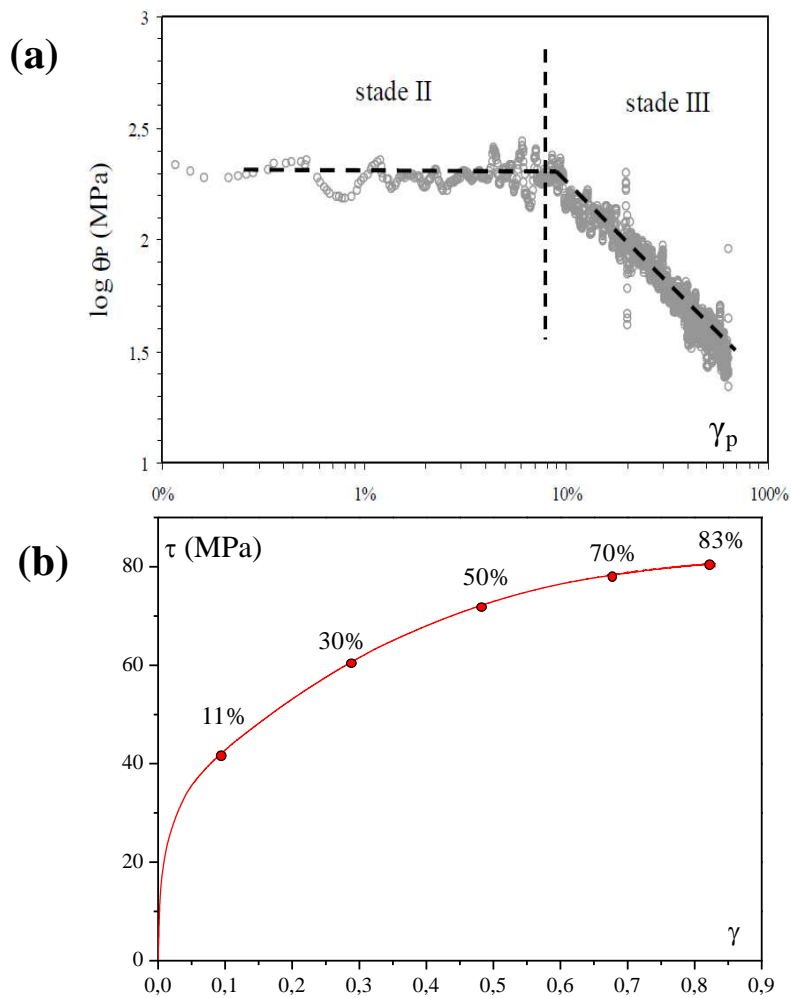 (a)
3
2.5
2
1,5
1
log θP (MPa)
stade II
stade III
γp
0% 1% 10% 100%
(b)
τ (MPa)
80
60
40
20
0
11%
30%
50%
70%
83%
γ
0,0 0,1 0,2 0,3 0,4 0,5 0,6 0,7 0,8 0,9